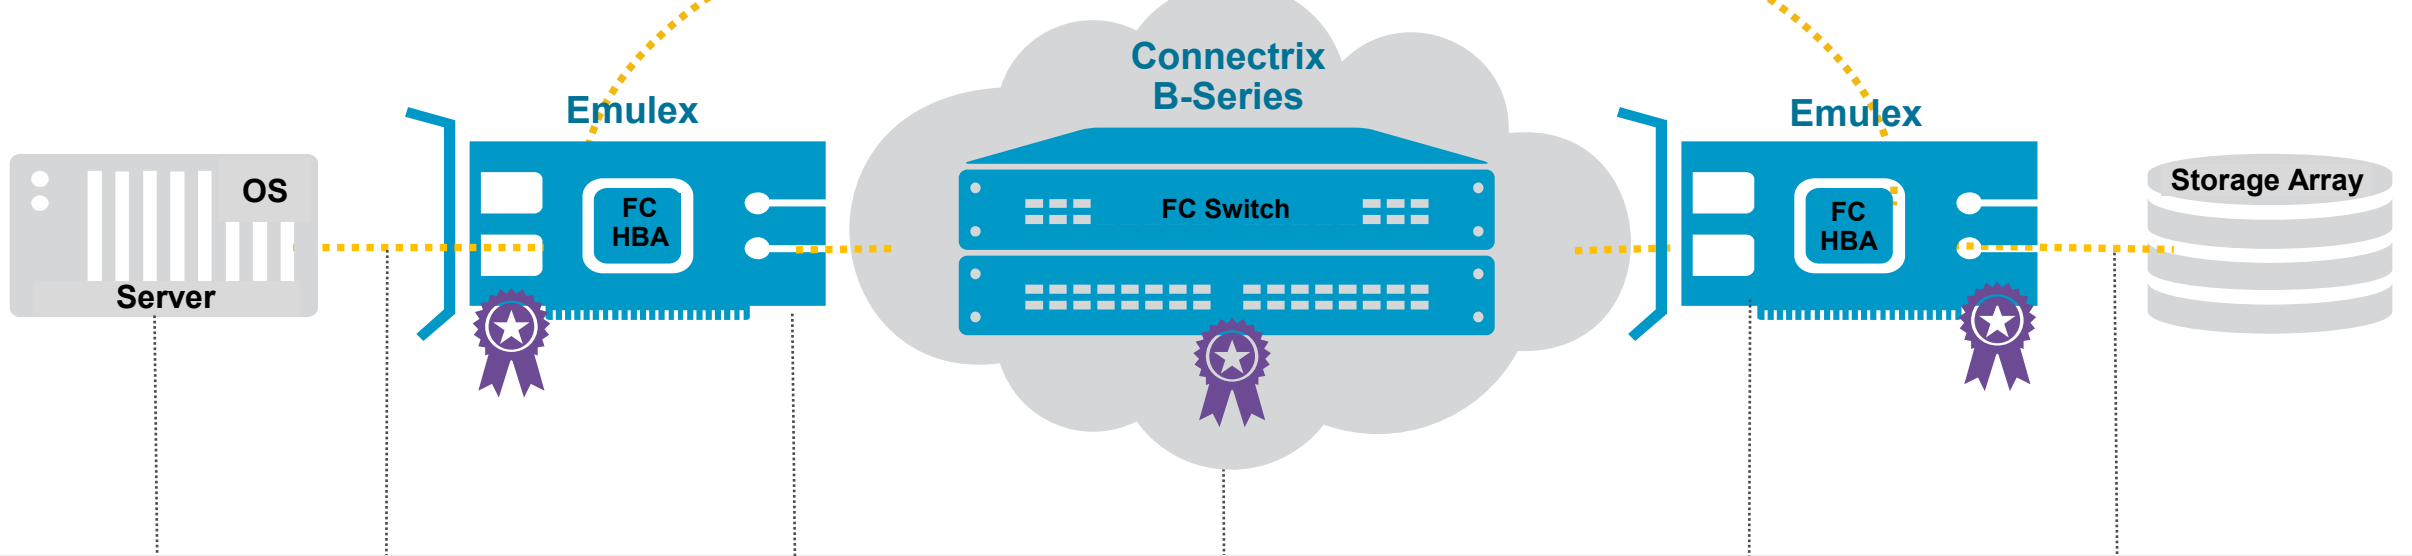 OS
Server
Emulex
FC
HBA
Connectrix
B-Series
FC Switch
Emulex
FC
HBA
Storage Array